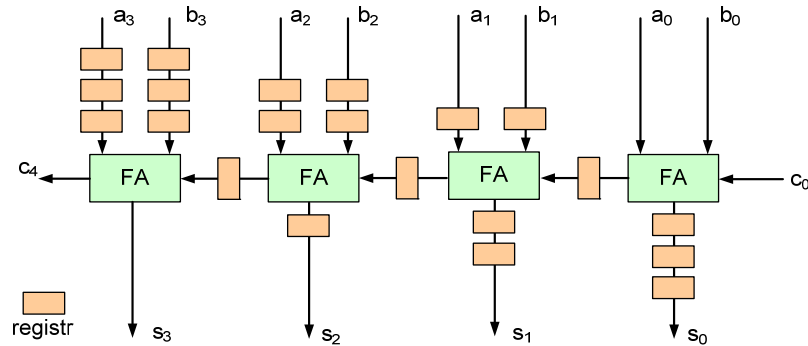 a₃ b₃ a₂ b₂ a₁ b₁ a₀ b₀
c₄ FA FA FA FA c₀
registr
s₃ s₂ s₁ s₀